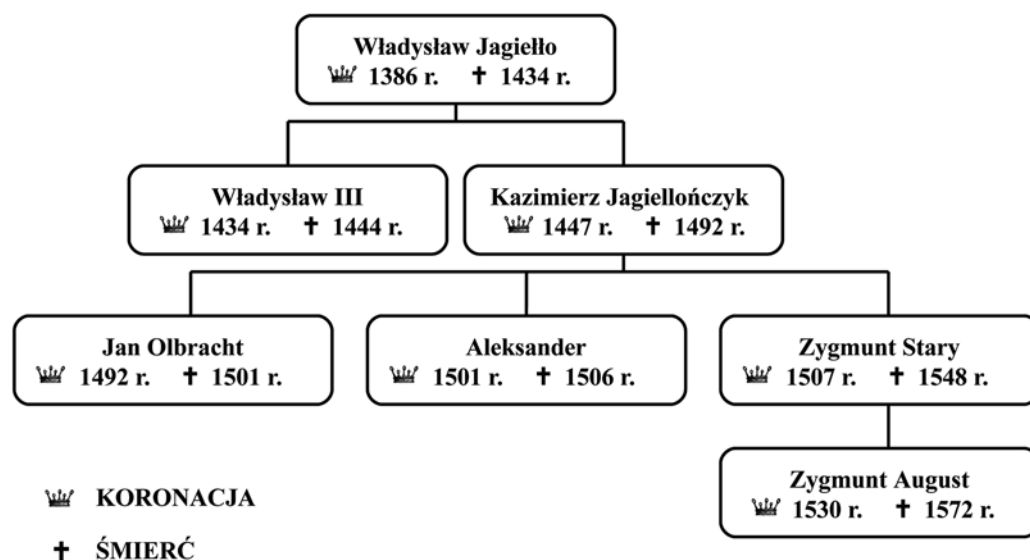 Władysław Jagiełło
1386 r. ✝ 1434 r.
Władysław III
1434 r. ✝ 1444 r.
Kazimierz Jagiellończyk
1447 r. ✝ 1492 r.
Jan Olbracht
1492 r. ✝ 1501 r.
Aleksander
1501 r. ✝ 1506 r.
Zygmunt Stary
1507 r. ✝ 1548 r.
Zygmunt August
1530 r. ✝ 1572 r.
KORONACJA
✝ ŚMIERĆ